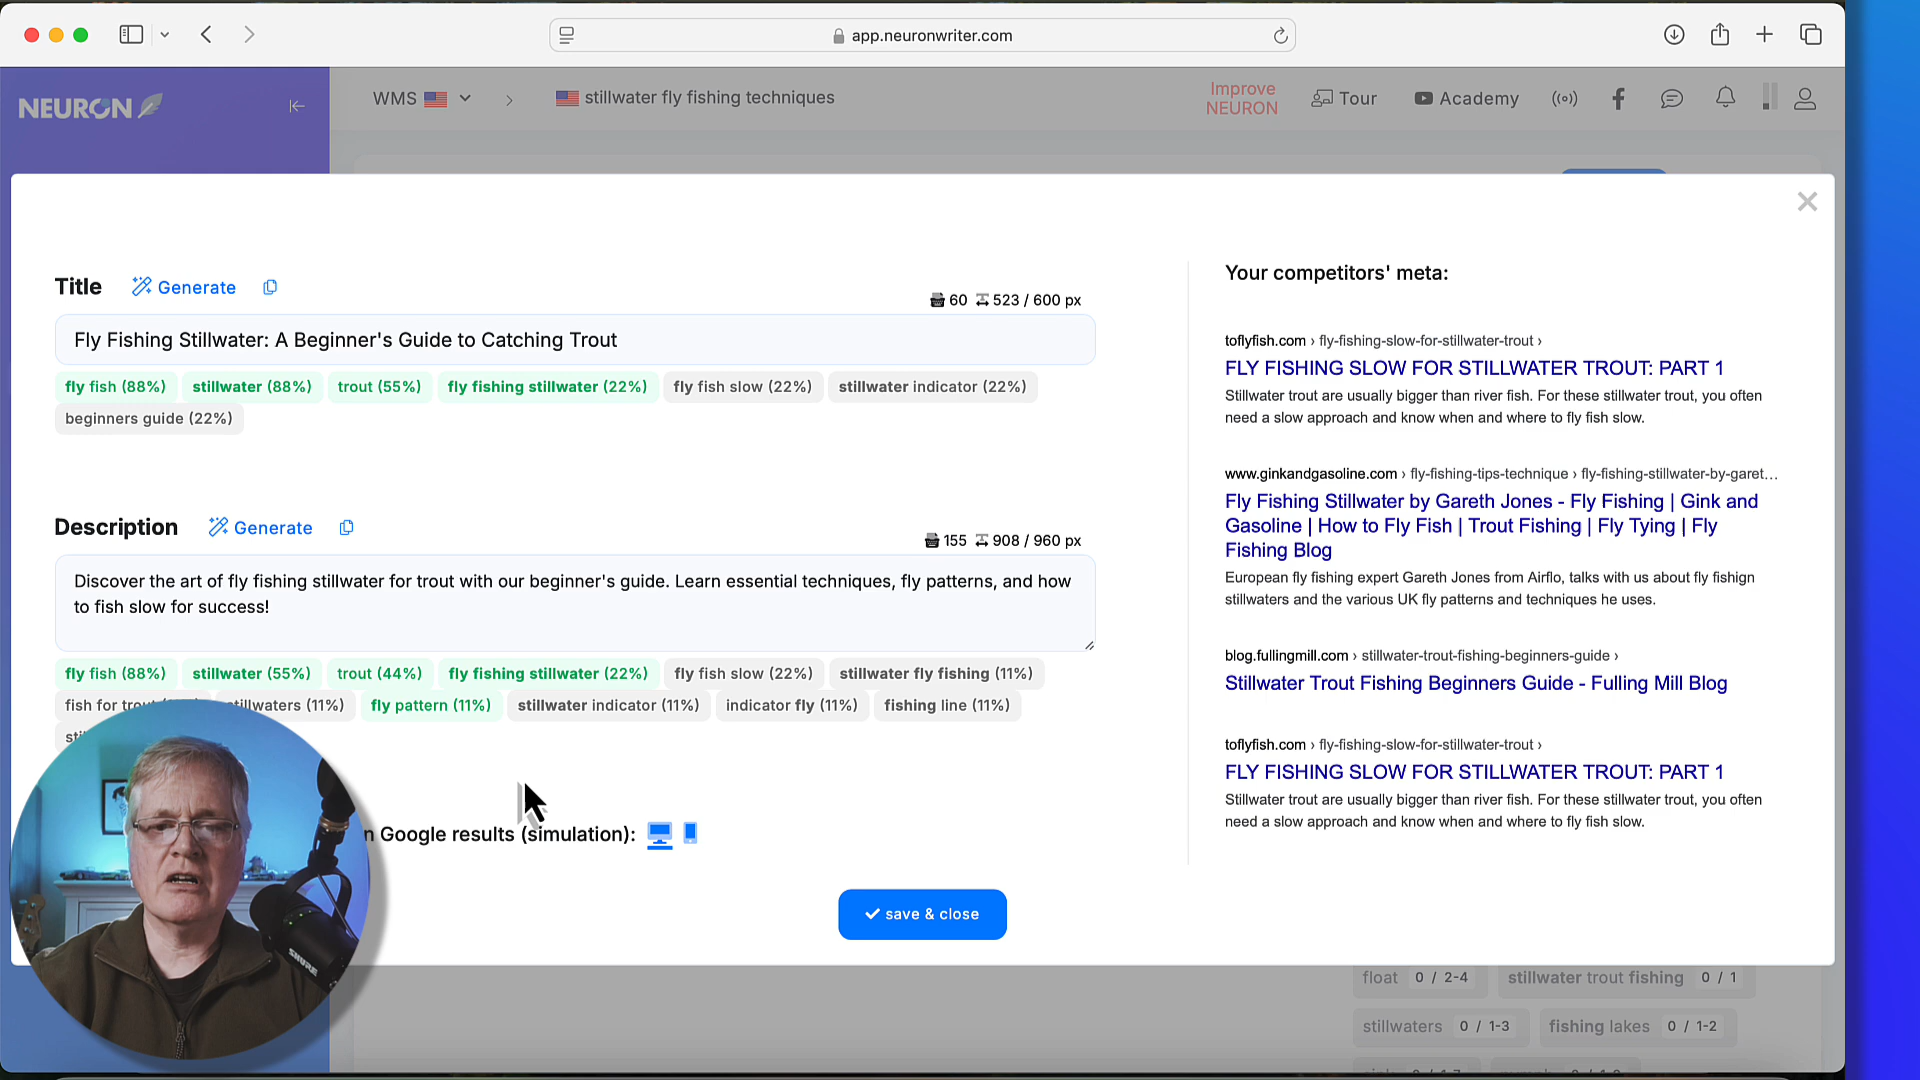 app.neuronwriter.com
NEURON
WMS
stillwater fly fishing techniques
Improve
NEURON
Tour
Academy
Title
Generate
60 523 / 600 px
Fly Fishing Stillwater: A Beginner's Guide to Catching Trout
fly fish (88%) stillwater (88%) trout (55%) fly fishing stillwater (22%) fly fish slow (22%) stillwater indicator (22%)
beginners guide (22%)
Description
Generate
155 908 / 960 px
Discover the art of fly fishing stillwater for trout with our beginner's guide. Learn essential techniques, fly patterns, and how
to fish slow for success!
fly fish (88%) stillwater (55%) trout (44%) fly fishing stillwater (22%) fly fish slow (22%) stillwater fly fishing (11%)
fish for stillwaters (11%) fly pattern (11%) stillwater indicator (11%) indicator fly (11%) fishing line (11%)
Google results (simulation):
save & close
Your competitors' meta:
toflyfish.com › fly-fishing-slow-for-stillwater-trout ›
FLY FISHING SLOW FOR STILLWATER TROUT: PART 1
Stillwater trout are usually bigger than river fish. For these stillwater trout, you often
need a slow approach and know when and where to fly fish slow.
www.ginkandgasoline.com › fly-fishing-tips-technique › fly-fishing-stillwater-by-garet...
Fly Fishing Stillwater by Gareth Jones - Fly Fishing | Gink and
Gasoline | How to Fly Fish | Trout Fishing | Fly Tying | Fly
Fishing Blog
European fly fishing expert Gareth Jones from Airflo, talks with us about fly fishign
stillwaters and the various UK fly patterns and techniques he uses.
blog.fullingmill.com › stillwater-trout-fishing-beginners-guide ›
Stillwater Trout Fishing Beginners Guide - Fulling Mill Blog
toflyfish.com › fly-fishing-slow-for-stillwater-trout ›
FLY FISHING SLOW FOR STILLWATER TROUT: PART 1
Stillwater trout are usually bigger than river fish. For these stillwater trout, you often
need a slow approach and know when and where to fly fish slow.
float 0 / 2-4 stillwater trout fishing 0 / 1
stillwaters 0 / 1-3 fishing lakes 0 / 1-2
SHURE